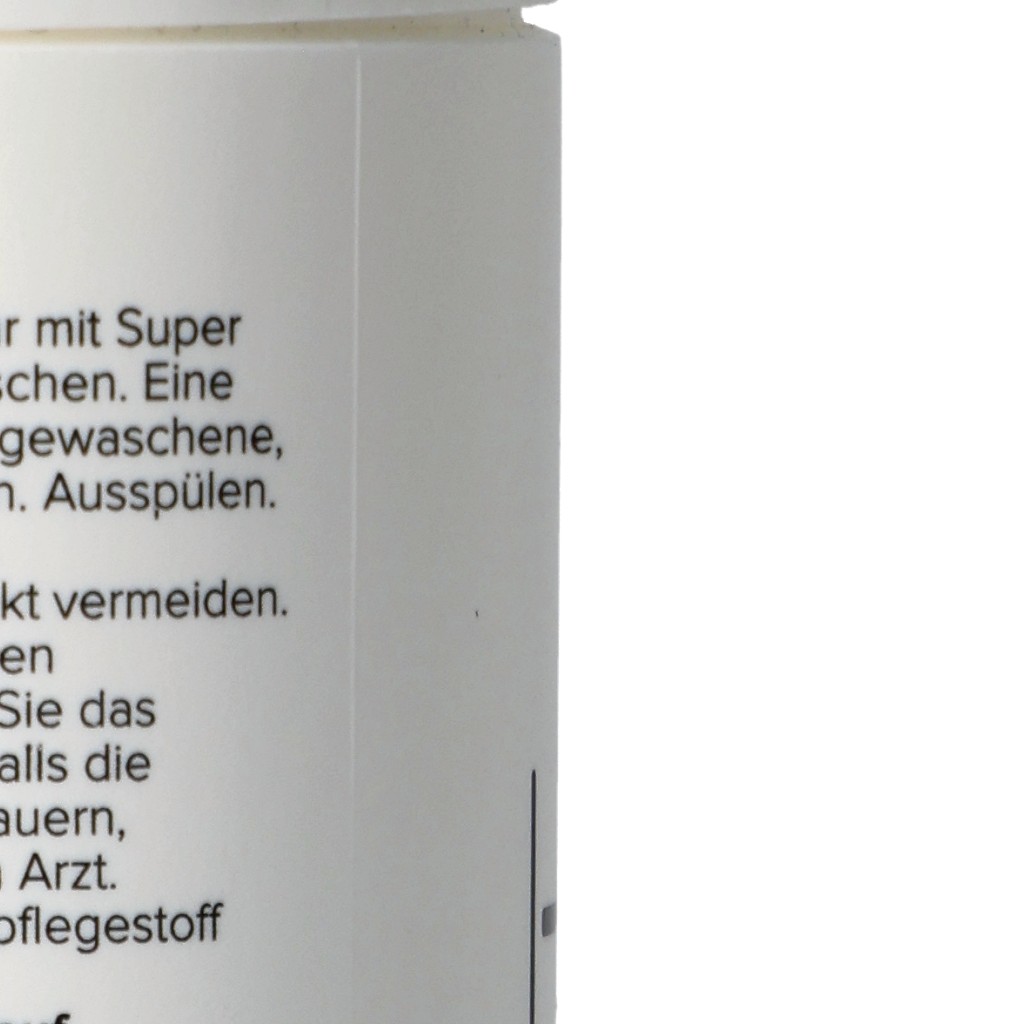 r mit Super
schen. Eine
gewaschene,
n. Ausspülen.
kt vermeiden.
en
Sie das
alls die
auern,
Arzt.
pflegestoff